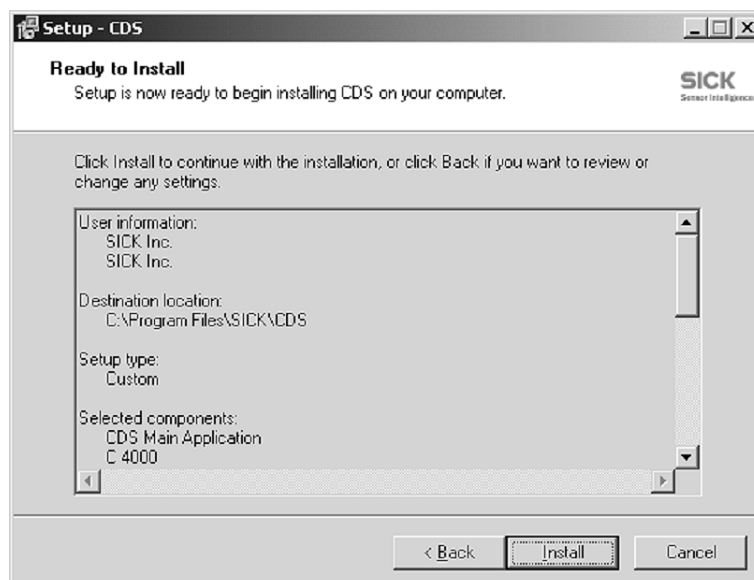 Setup - CDS
Ready to Install
Setup is now ready to begin installing CDS on your computer.
SICK
Sensor Intelligence
Click Install to continue with the installation, or click Back if you want to review or
change any settings.
User information:
SICK Inc.
SICK Inc.
Destination location:
C:\Program Files\SICK\CDS
Setup type:
Custom
Selected components:
CDS Main Application
C 4000
< Back
Install
Cancel